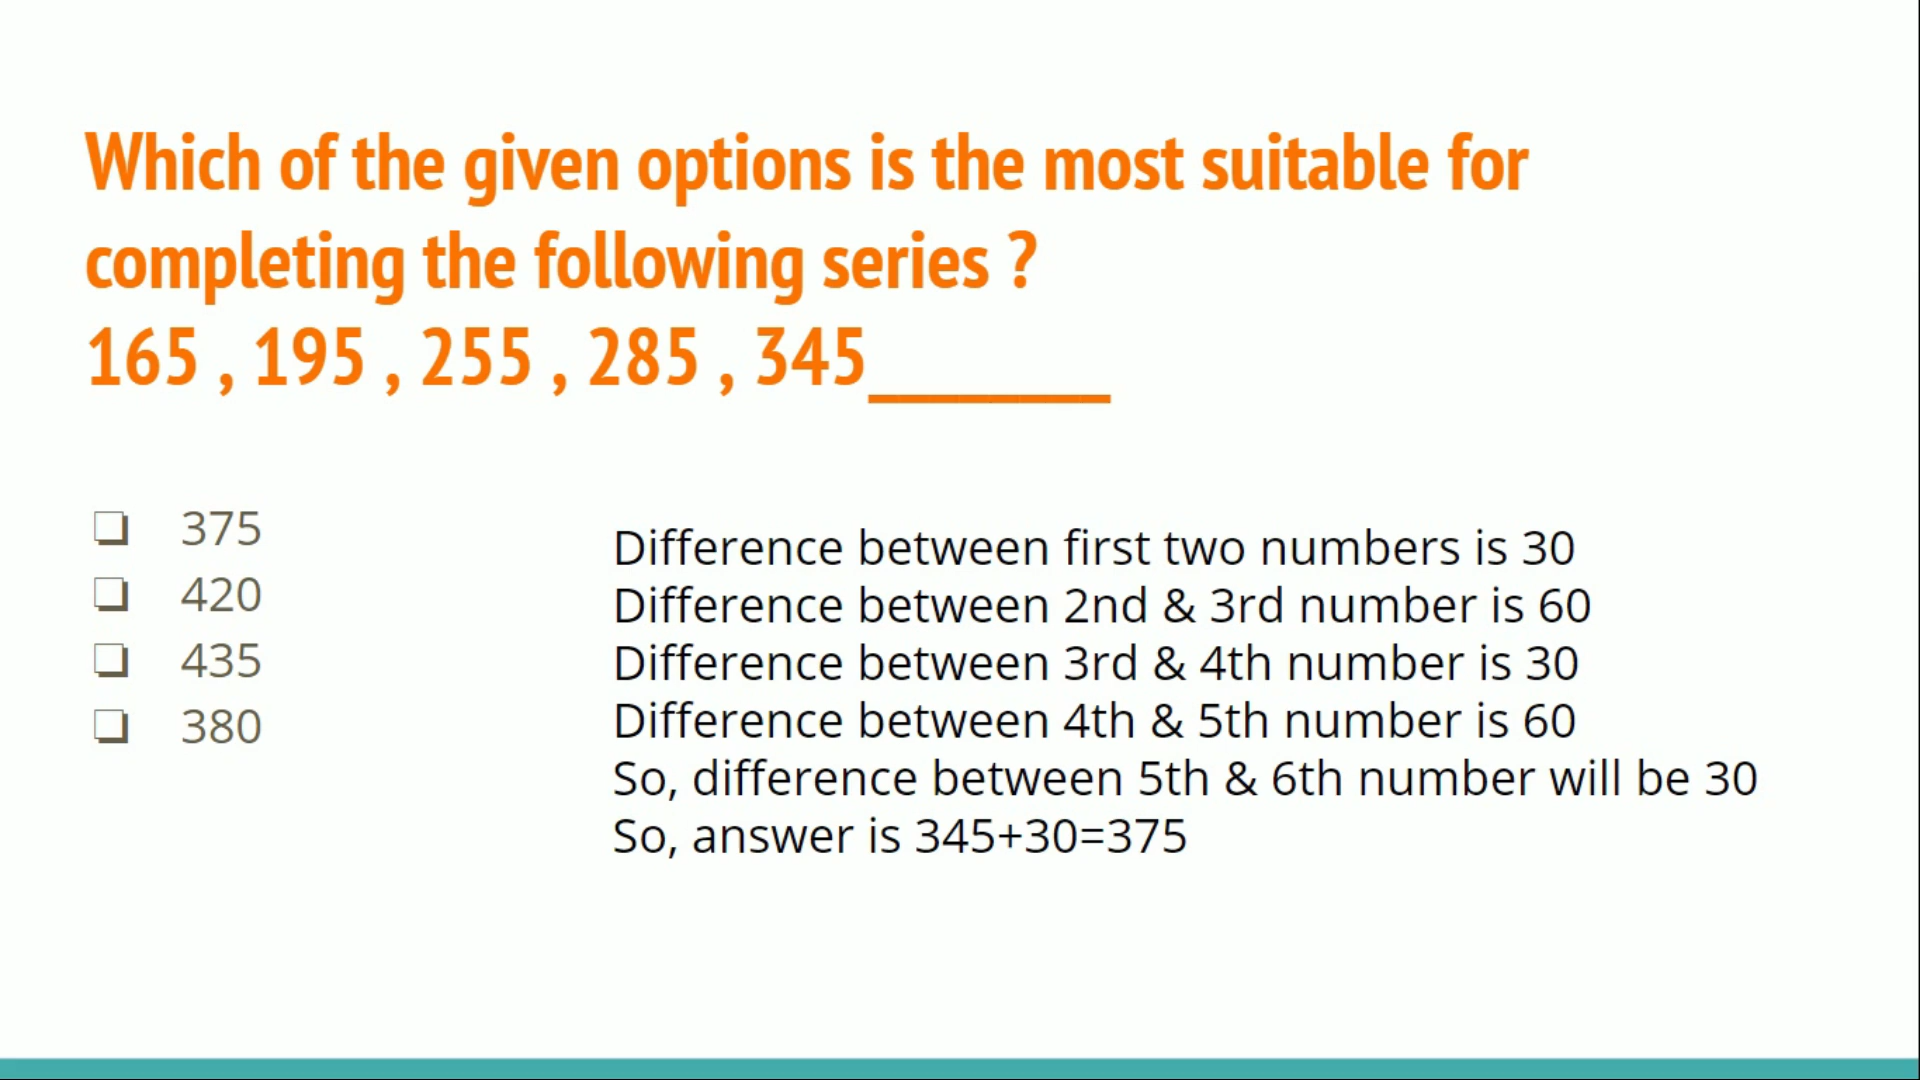 Which of the given options is the most suitable for
completing the following series ?
165 , 195 , 255 , 285 , 345________
❏ 375
❏ 420
❏ 435
❏ 380
Difference between first two numbers is 30
Difference between 2nd & 3rd number is 60
Difference between 3rd & 4th number is 30
Difference between 4th & 5th number is 60
So, difference between 5th & 6th number will be 30
So, answer is 345+30=375